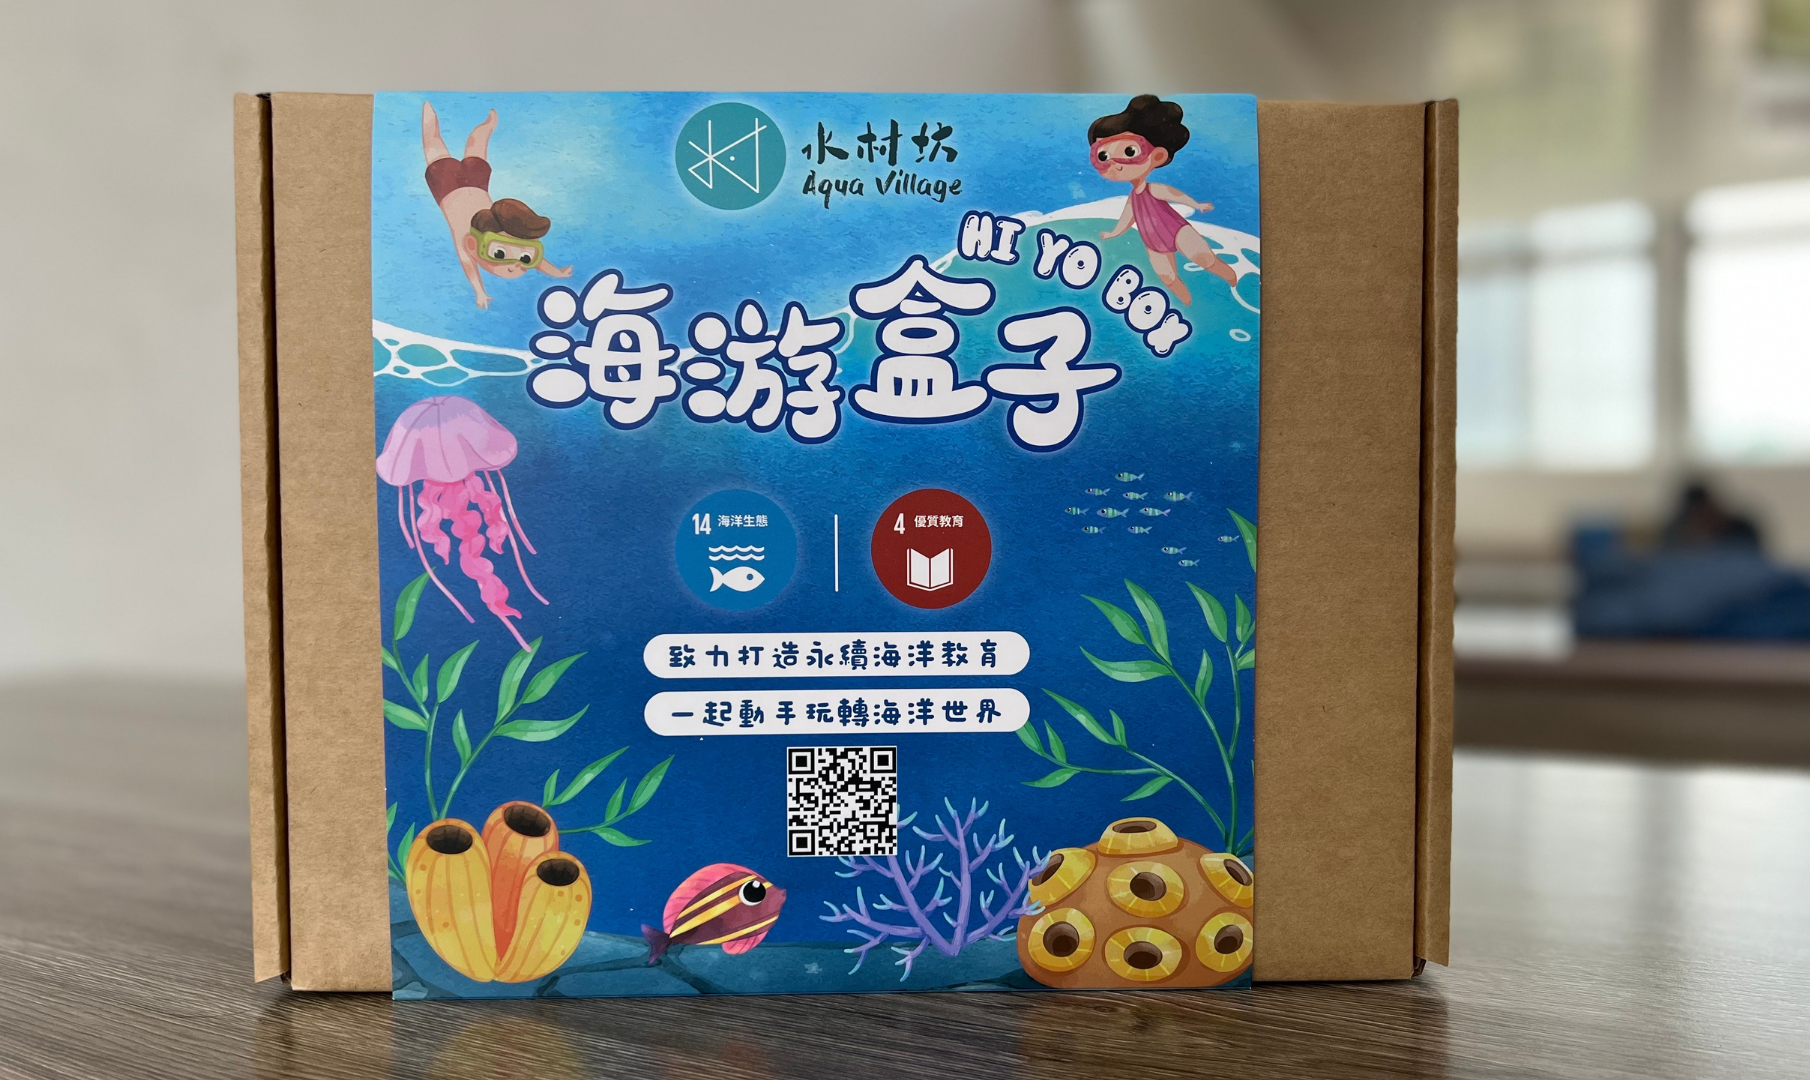 水村坊
Aqua Village
HI YO BOX
海游盒子
14 海洋生態
4 優質教育
致力打造永續海洋教育
一起動手玩轉海洋世界